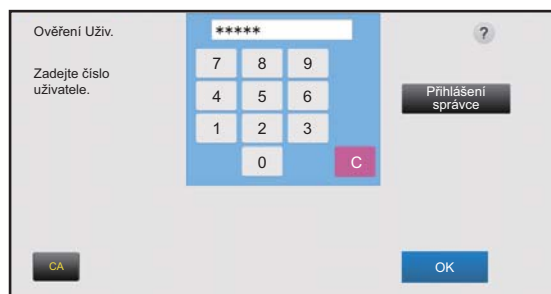 Ověření Uživ.
*****
?
Zadejte číslo
uživatele.
7 8 9
4 5 6
1 2 3
0 C
Přihlášení
správce
CA
OK